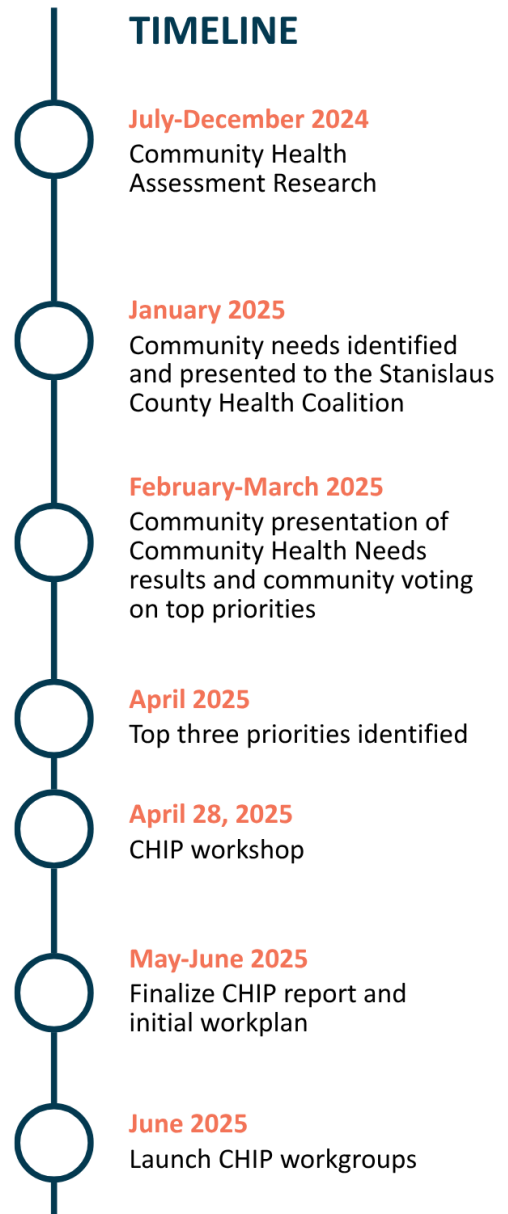 TIMELINE
July-December 2024
Community Health
Assessment Research
January 2025
Community needs identified
and presented to the Stanislaus
County Health Coalition
February-March 2025
Community presentation of
Community Health Needs
results and community voting
on top priorities
April 2025
Top three priorities identified
April 28, 2025
CHIP workshop
May-June 2025
Finalize CHIP report and
initial workplan
June 2025
Launch CHIP workgroups